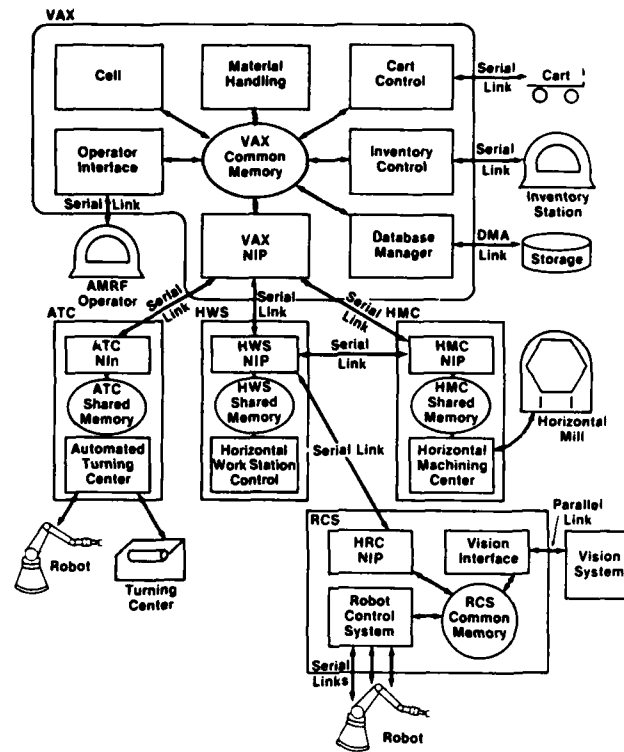 VAX
Cell
Material
Handling
Cart
Control
Serial
Link
Cart
Operator
Interface
VAX
Common
Memory
Inventory
Control
Serial
Link
Inventory
Station
Serial Link
AMRF
Operator
VAX
NIP
Database
Manager
DMA
Link
Storage
Serial
Link
Serial
Link
Serial
Link
ATC
HWS
HMC
ATC
NIn
HWS
NIP
Serial
Link
HMC
NIP
ATC
Shared
Memory
HWS
Shared
Memory
HMC
Shared
Memory
Automated
Turning
Center
Horizontal
Work Station
Control
Serial Link
Horizontal
Machining
Center
Horizontal
Mill
Robot
Turning
Center
RCS
HRC
NIP
Vision
Interface
Parallel
Link
Vision
System
Robot
Control
System
RCS
Common
Memory
Serial
Links
Robot